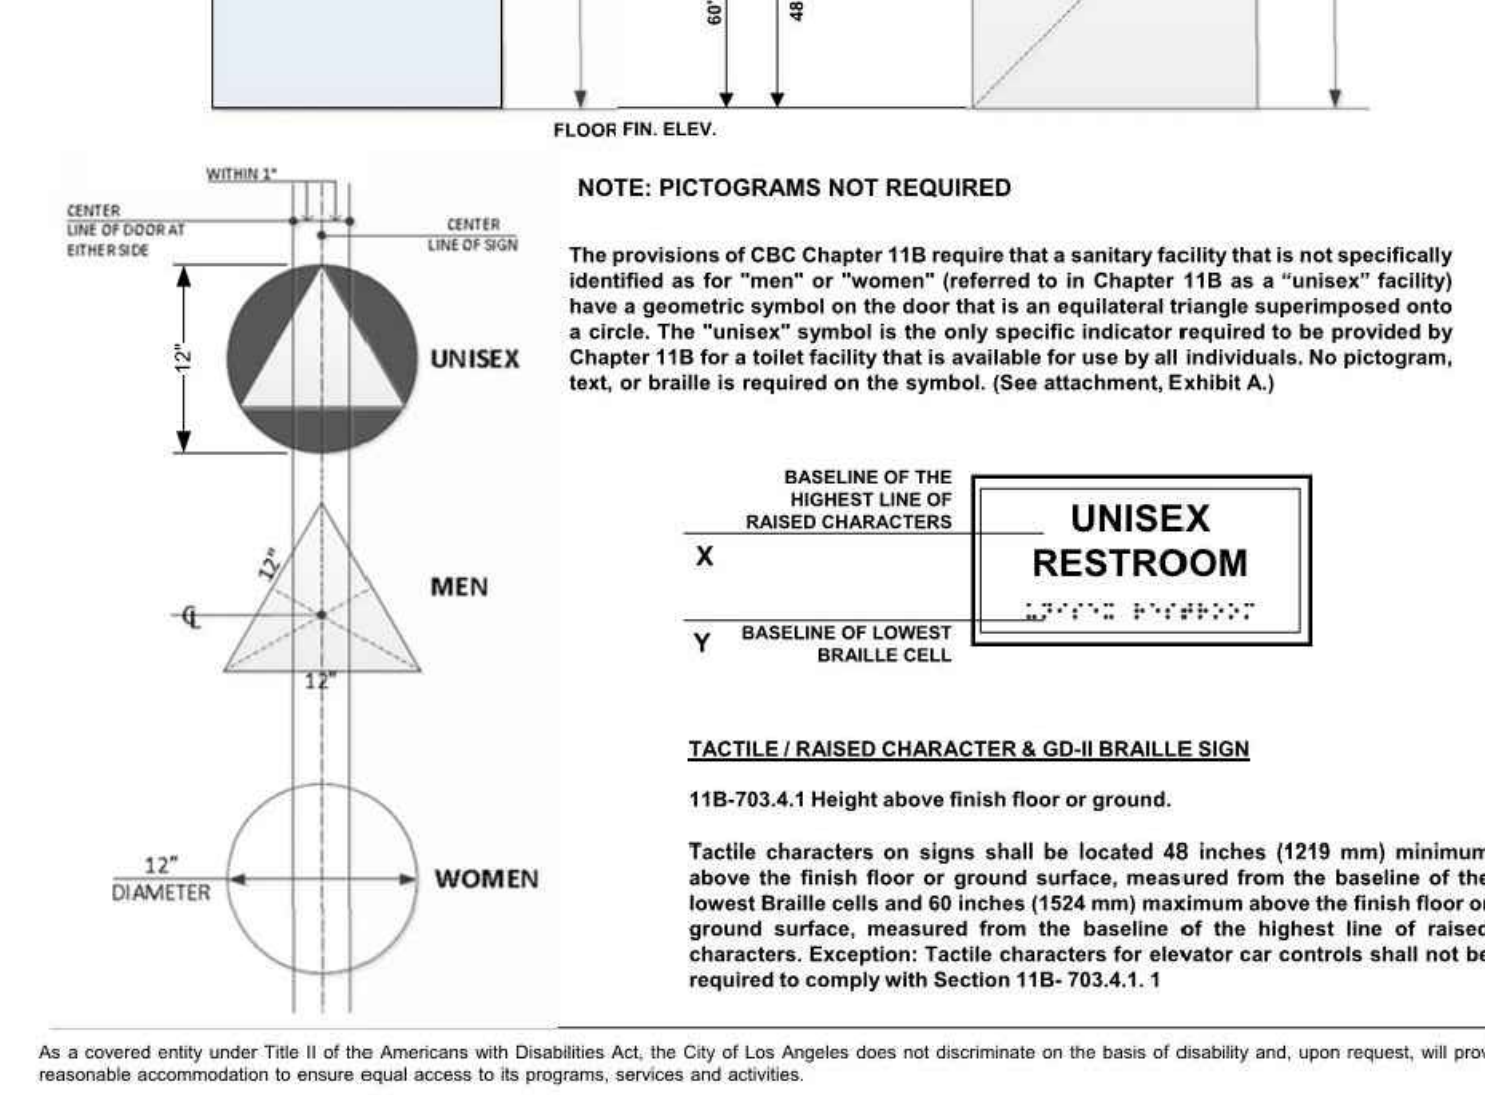 60"
48
FLOOR FIN. ELEV.
WITHIN 1"
CENTER
LINE OF DOOR AT
EITHER SIDE
CENTER
LINE OF SIGN
12"
UNISEX
12"
MEN
℄
12"
12"
DIAMETER
WOMEN
NOTE: PICTOGRAMS NOT REQUIRED
The provisions of CBC Chapter 11B require that a sanitary facility that is not specifically
identified as for "men" or "women" (referred to in Chapter 11B as a “unisex” facility)
have a geometric symbol on the door that is an equilateral triangle superimposed onto
a circle. The "unisex" symbol is the only specific indicator required to be provided by
Chapter 11B for a toilet facility that is available for use by all individuals. No pictogram,
text, or braille is required on the symbol. (See attachment, Exhibit A.)
BASELINE OF THE
HIGHEST LINE OF
RAISED CHARACTERS
X
Y
BASELINE OF LOWEST
BRAILLE CELL
UNISEX
RESTROOM
TACTILE / RAISED CHARACTER & GD-II BRAILLE SIGN
11B-703.4.1 Height above finish floor or ground.
Tactile characters on signs shall be located 48 inches (1219 mm) minimum
above the finish floor or ground surface, measured from the baseline of the
lowest Braille cells and 60 inches (1524 mm) maximum above the finish floor or
ground surface, measured from the baseline of the highest line of raised
characters. Exception: Tactile characters for elevator car controls shall not be
required to comply with Section 11B- 703.4.1. 1
As a covered entity under Title II of the Americans with Disabilities Act, the City of Los Angeles does not discriminate on the basis of disability and, upon request, will prov
reasonable accommodation to ensure equal access to its programs, services and activities.